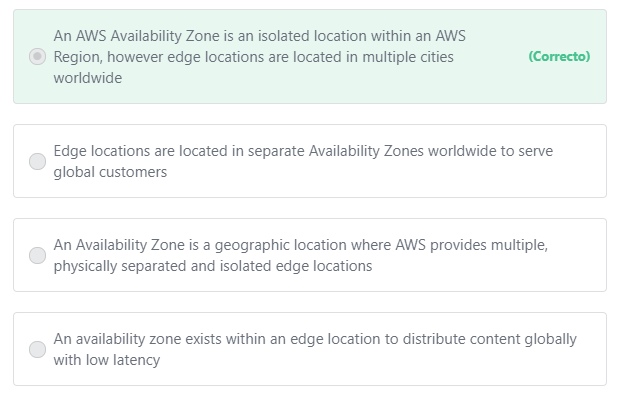 An AWS Availability Zone is an isolated location within an AWS
Region, however edge locations are located in multiple cities (Correcto)
worldwide
Edge locations are located in separate Availability Zones worldwide to serve
global customers
An Availability Zone is a geographic location where AWS provides multiple,
physically separated and isolated edge locations
An availability zone exists within an edge location to distribute content globally
with low latency